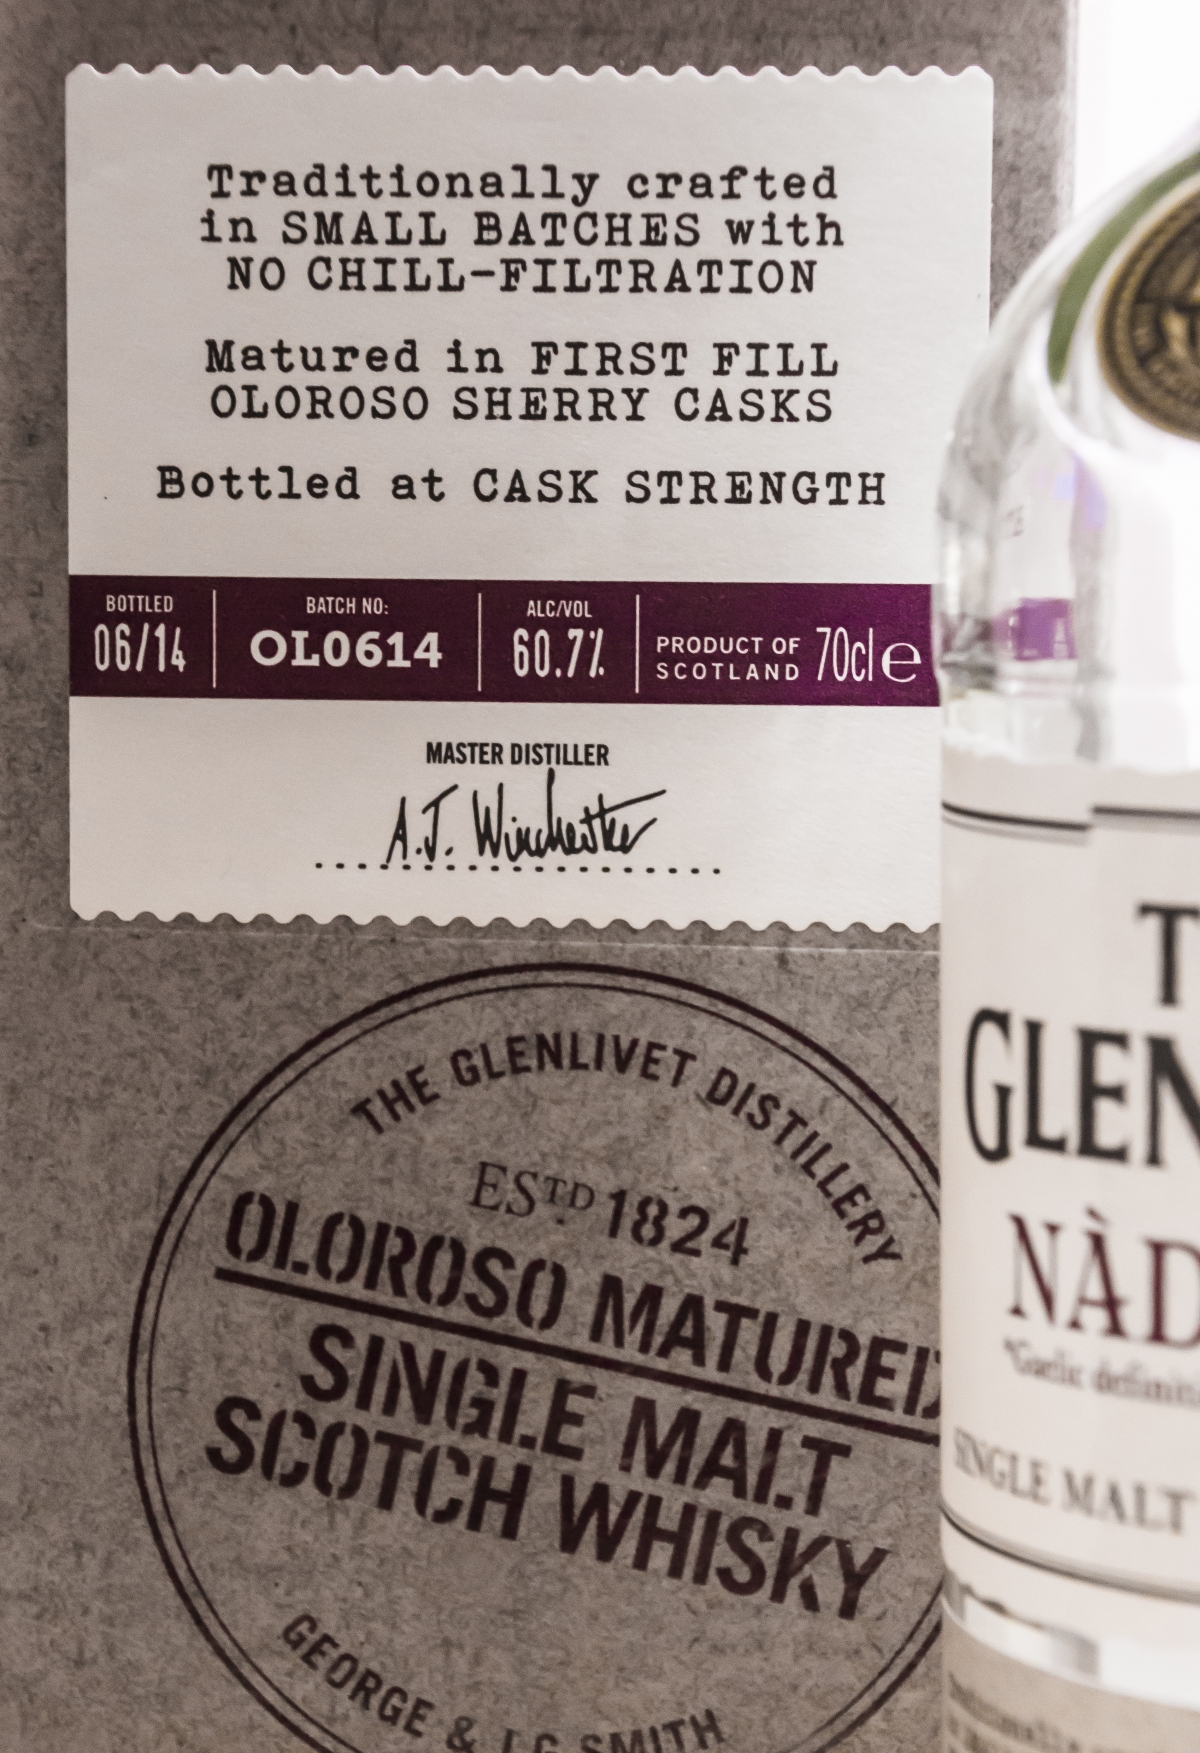 Traditionally crafted
in SMALL BATCHES with
NO CHILL-FILTRATION
Matured in FIRST FILL
OLOROSO SHERRY CASKS
Bottled at CASK STRENGTH
BOTTLED
06/14
BATCH NO:
OL0614
ALC/VOL
60.7%
PRODUCT OF
SCOTLAND
70cl e
MASTER DISTILLER
A.J. Winchester
THE GLENLIVET DISTILLERY
ESTD 1824
OLOROSO MATURED
SINGLE MALT
SCOTCH WHISKY
GEORGE & J.G SMITH
T
GLEN
NÀD
*Gaelic definiti
SINGLE MALT